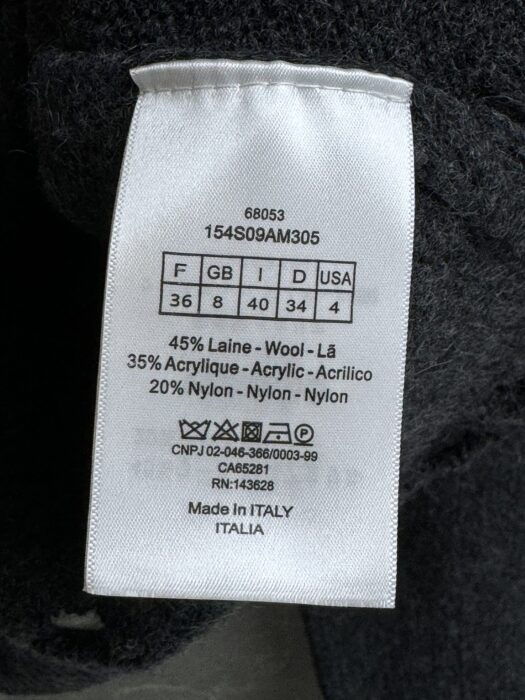 68053
154S09AM305
F GB I D USA
36 8 40 34 4
45% Laine - Wool - Lã
35% Acrylique - Acrylic - Acrilico
20% Nylon - Nylon - Nylon
P
CNPJ 02-046-366/0003-99
CA65281
RN:143628
Made In ITALY
ITALIA